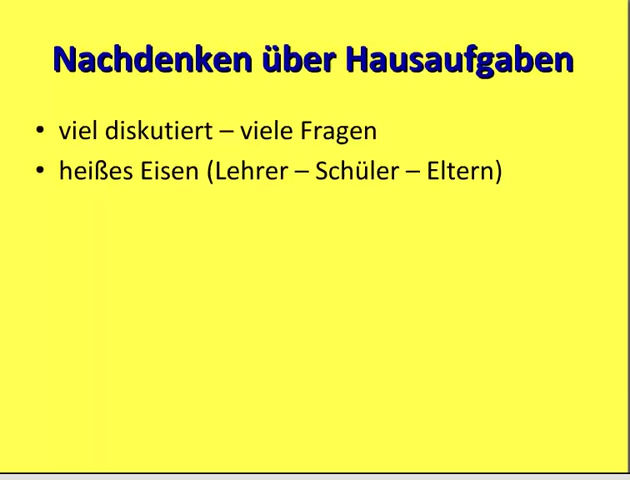 Nachdenken über Hausaufgaben
• viel diskutiert – viele Fragen
• heißes Eisen (Lehrer – Schüler – Eltern)